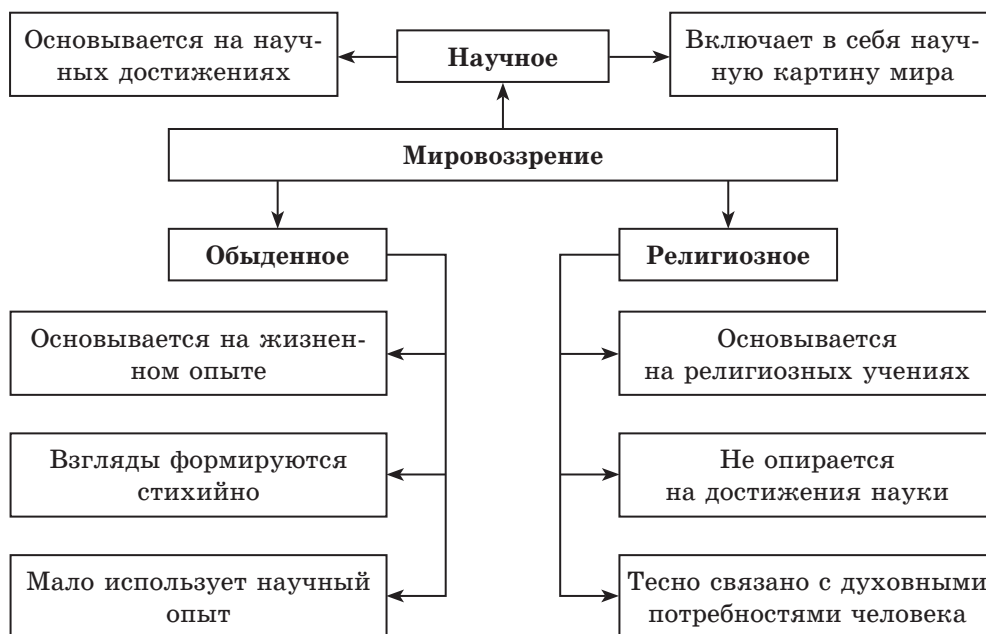 Основывается на науч-
ных достижениях
Научное
Включает в себя науч-
ную картину мира
Мировоззрение
Обыденное
Религиозное
Основывается на жизнен-
ном опыте
Основывается
на религиозных учениях
Взгляды формируются
стихийно
Не опирается
на достижения науки
Мало использует научный
опыт
Тесно связано с духовными
потребностями человека